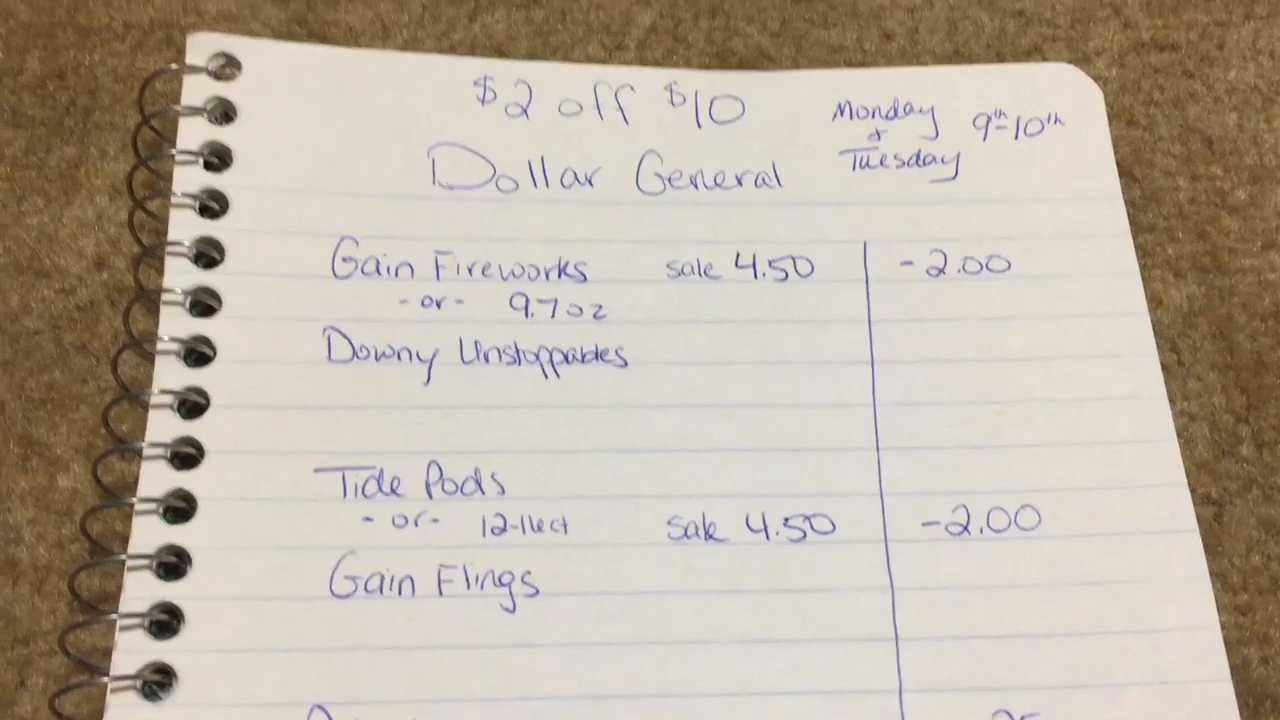 $2 off $10
Monday & Tuesday 9th-10th
Dollar General
Gain Fireworks sale 4.50 -2.00
-or- 9.7oz
Downy Unstoppables
Tide Pods
-or- 12-16ct sale 4.50 -2.00
Gain Flings